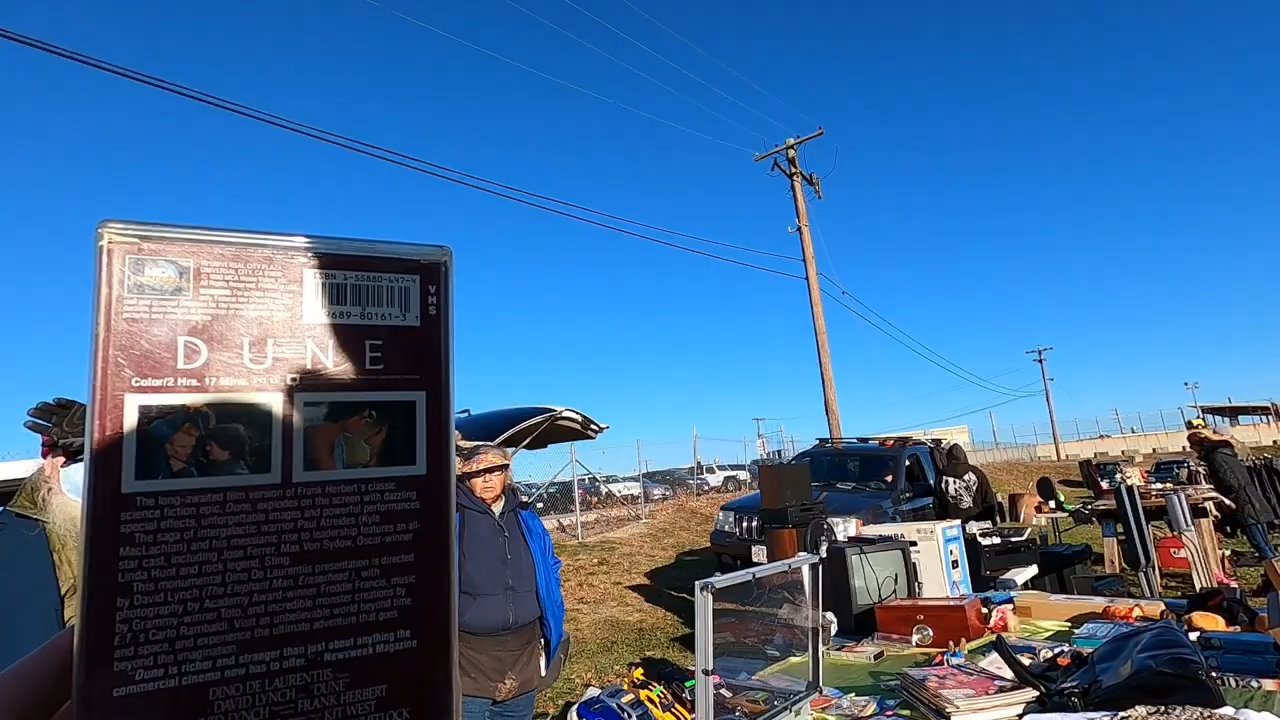 UNIVERSAL CITY, CA 91608
ISBN 1-55880-647-4
9689-80161-3 1
VHS
DUNE
Color/2 Hrs. 17 Mins.
The long-awaited film version of Frank Herbert's classic
science fiction epic, Dune, explodes on the screen with dazzling
special effects, unforgettable images and powerful performances.
The saga of intergalactic warrior Paul Atreides (Kyle
MacLachlan) and his messianic rise to leadership features an all-
star cast, including Jose Ferrer, Max Von Sydow, Oscar-winner
Linda Hunt and rock legend, Sting.
This monumental Dino De Laurentiis presentation is directed
by David Lynch (The Elephant Man, Eraserhead), with
photography by Academy Award-winner Freddie Francis, music
by Grammy-winner Toto, and incredible monster creations by
E.T.'s Carlo Rambaldi. Visit an unbelievable world beyond time
and space, and experience the ultimate adventure that goes
beyond the imagination.
"Dune is richer and stranger than just about anything the
commercial cinema now has to offer." - Newsweek Magazine
DINO DE LAURENTIIS
DAVID LYNCH "DUNE"
DAVID LYNCH FRANK HERBERT
KIT WEST